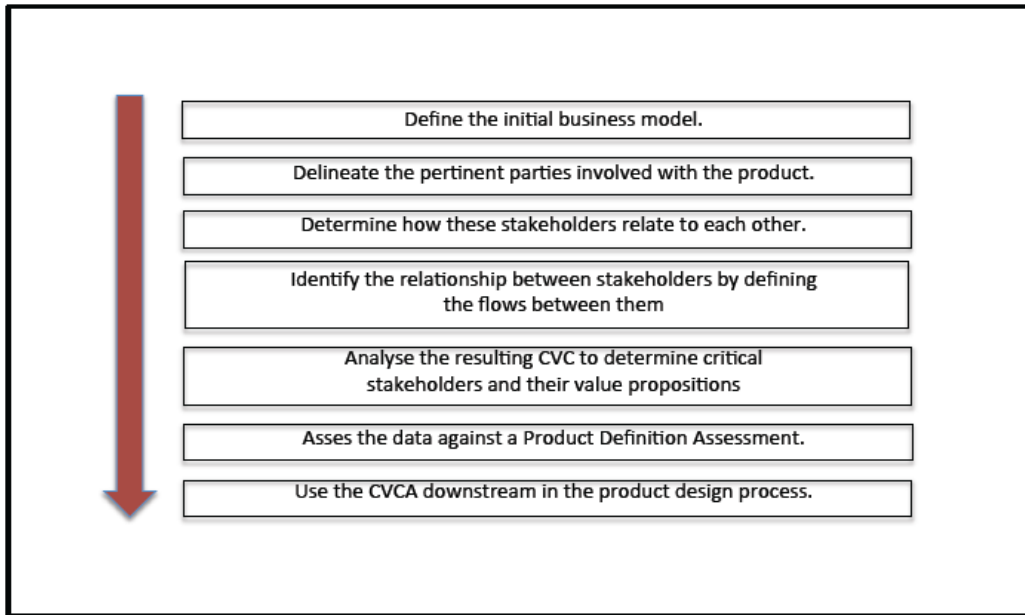 Define the initial business model.
Delineate the pertinent parties involved with the product.
Determine how these stakeholders relate to each other.
Identify the relationship between stakeholders by defining
the flows between them
Analyse the resulting CVC to determine critical
stakeholders and their value propositions
Asses the data against a Product Definition Assessment.
Use the CVCA downstream in the product design process.